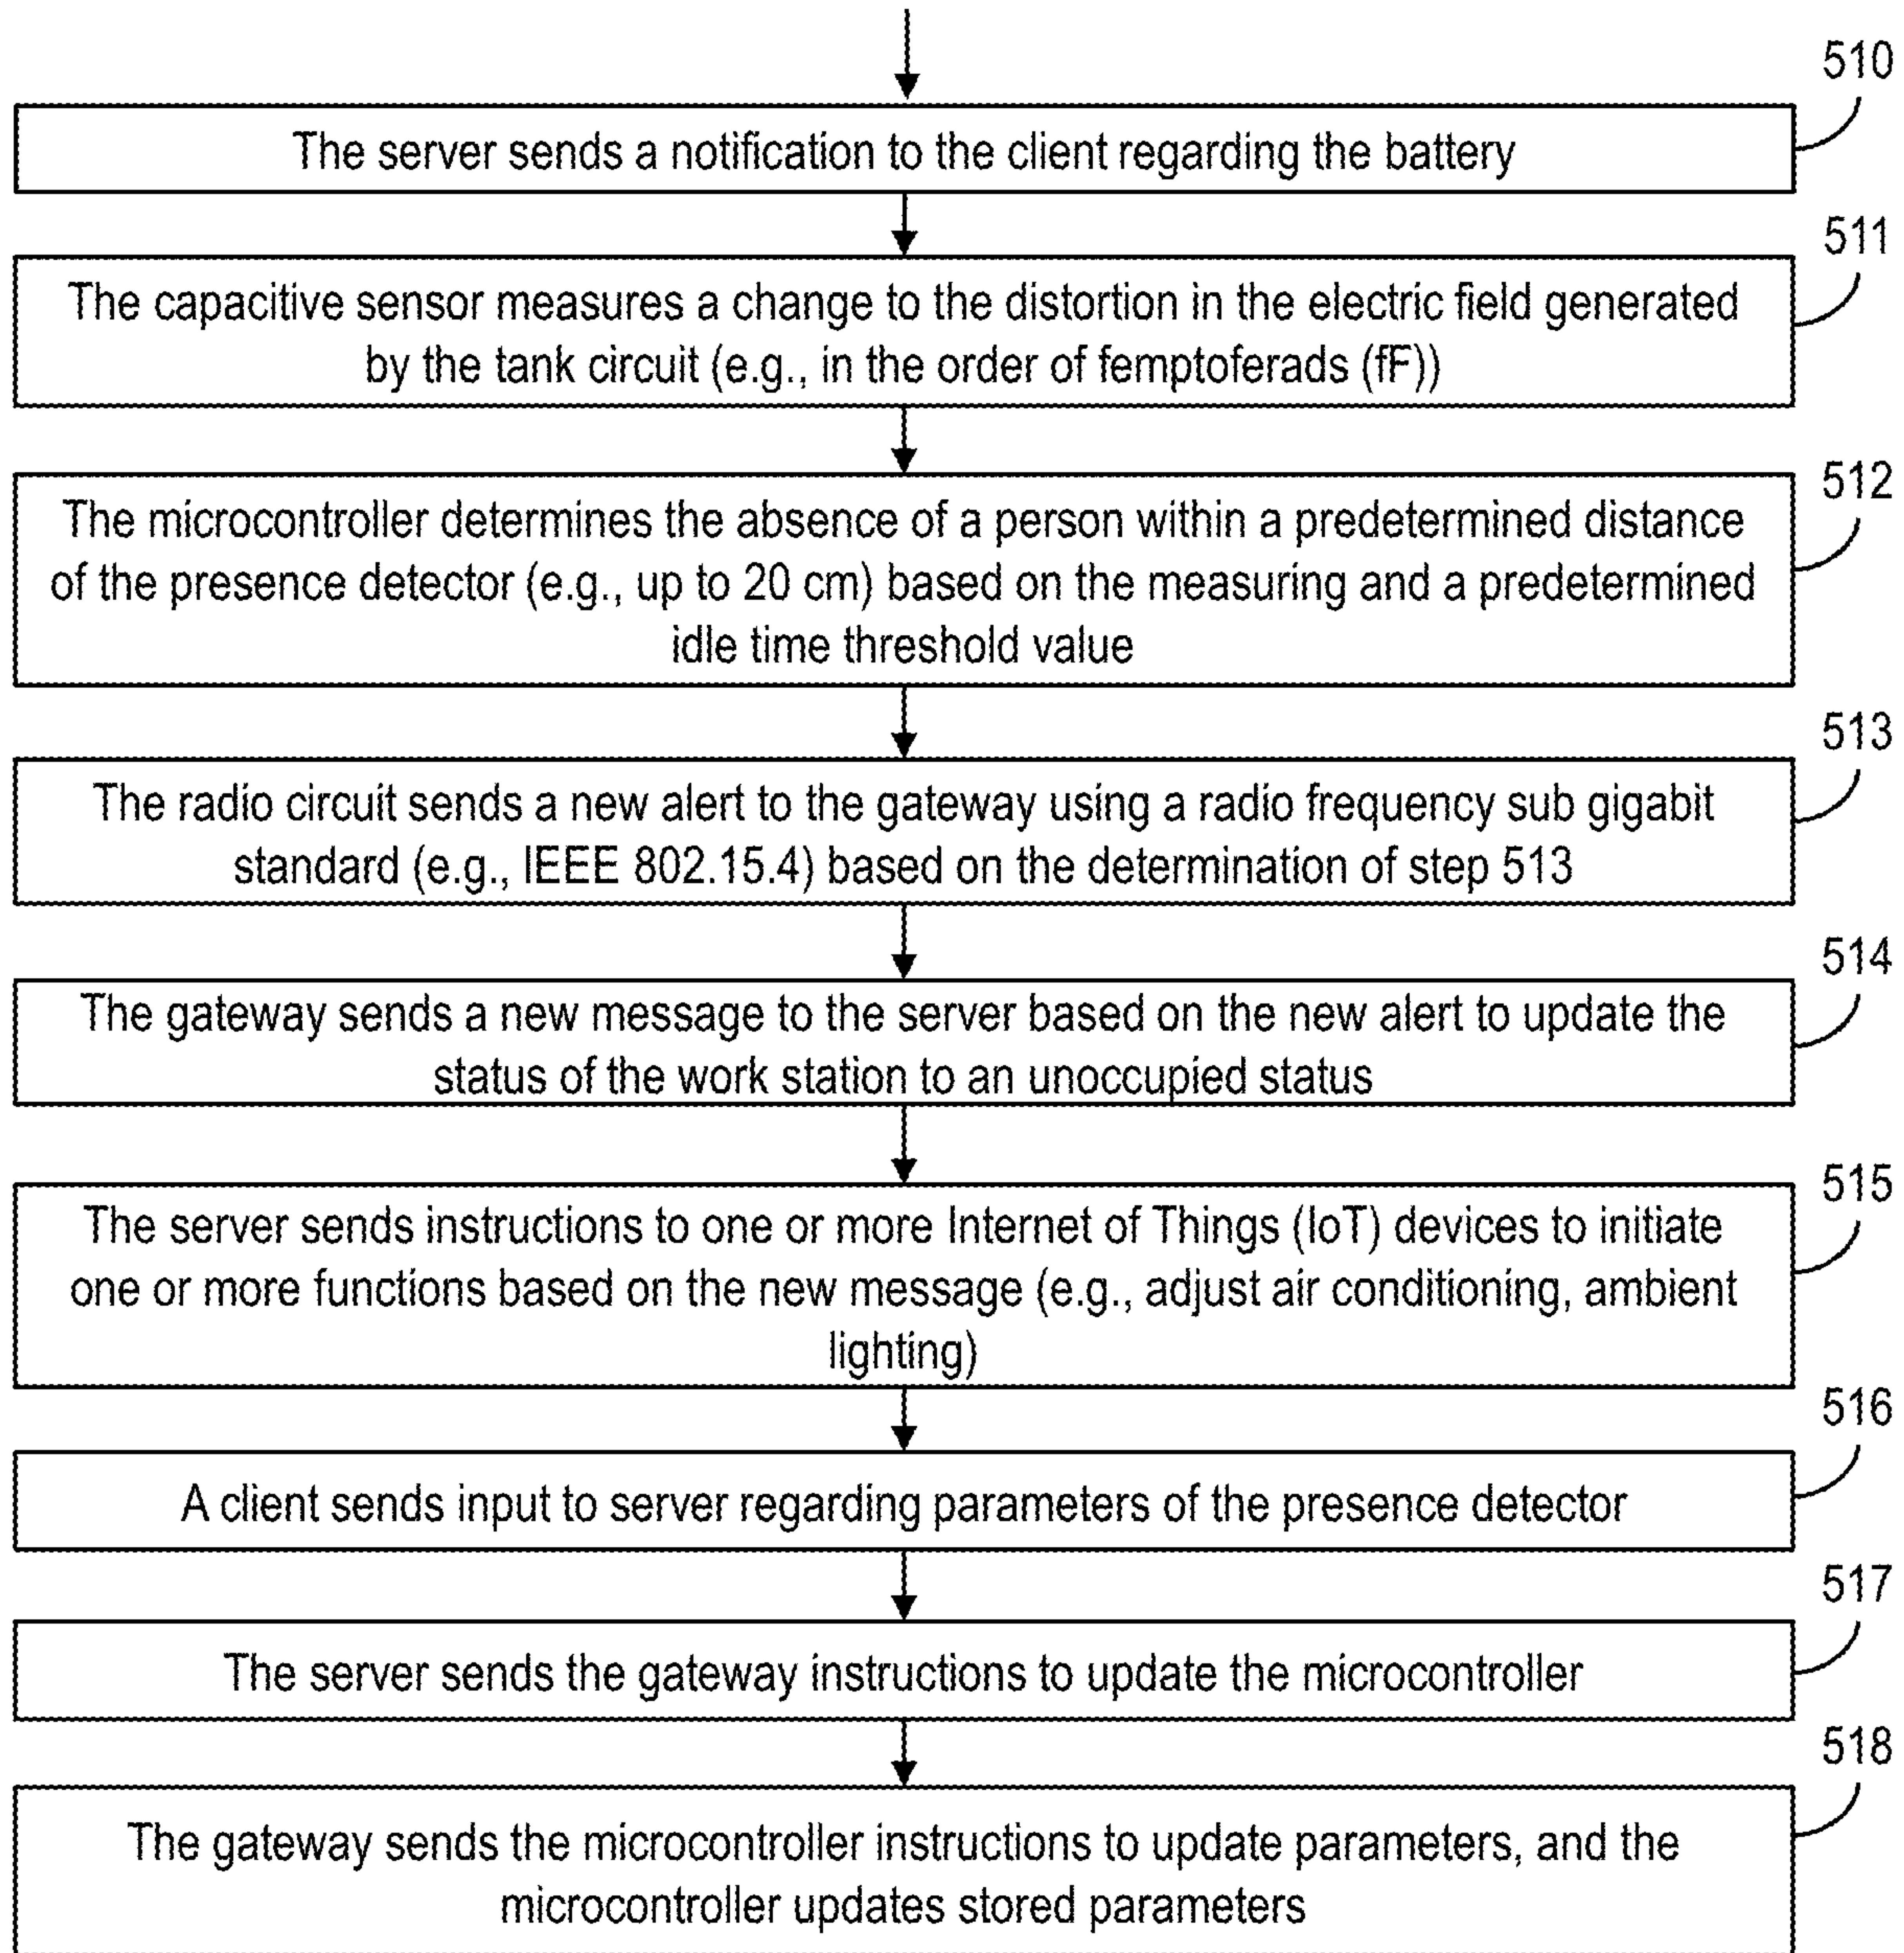 510
The server sends a notification to the client regarding the battery
511
The capacitive sensor measures a change to the distortion in the electric field generated
by the tank circuit (e.g., in the order of femptoferads (fF))
512
The microcontroller determines the absence of a person within a predetermined distance
of the presence detector (e.g., up to 20 cm) based on the measuring and a predetermined
idle time threshold value
513
The radio circuit sends a new alert to the gateway using a radio frequency sub gigabit
standard (e.g., IEEE 802.15.4) based on the determination of step 513
514
The gateway sends a new message to the server based on the new alert to update the
status of the work station to an unoccupied status
515
The server sends instructions to one or more Internet of Things (IoT) devices to initiate
one or more functions based on the new message (e.g., adjust air conditioning, ambient
lighting)
516
A client sends input to server regarding parameters of the presence detector
517
The server sends the gateway instructions to update the microcontroller
518
The gateway sends the microcontroller instructions to update parameters, and the
microcontroller updates stored parameters